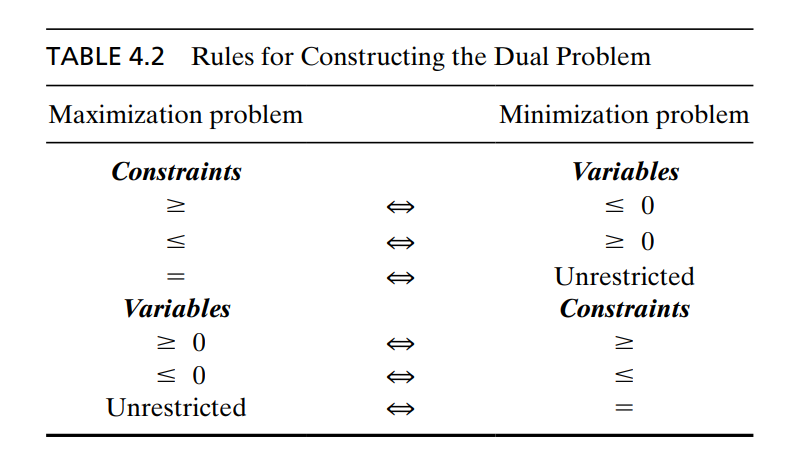 TABLE 4.2 Rules for Constructing the Dual Problem
Maximization problem Minimization problem
Constraints Variables
≥ ⇔ ≤ 0
≤ ⇔ ≥ 0
= ⇔ Unrestricted
Variables Constraints
≥ 0 ⇔ ≥
≤ 0 ⇔ ≤
Unrestricted ⇔ =